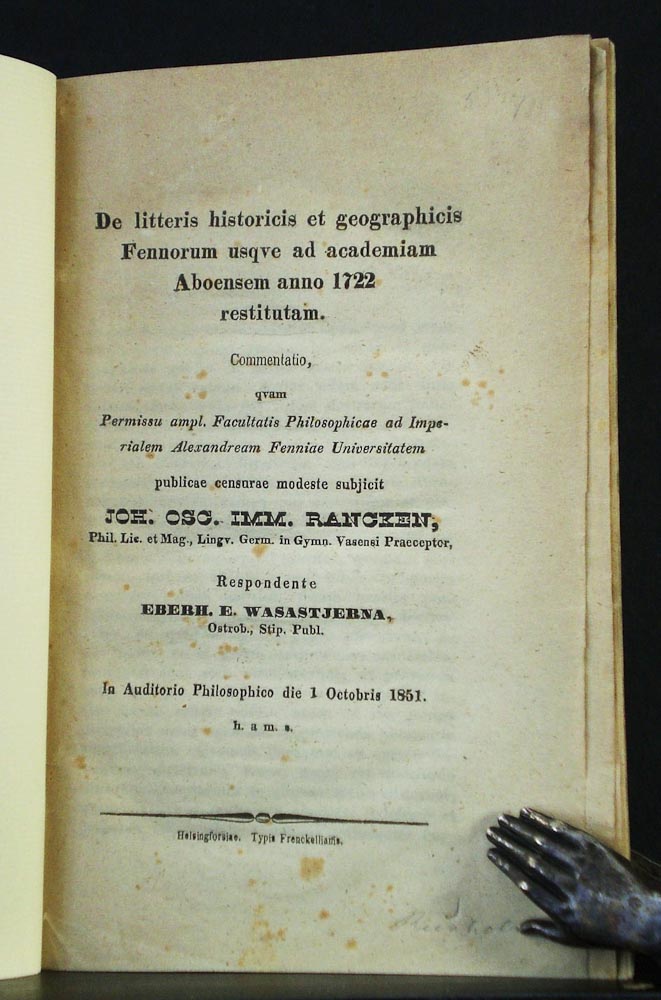 De litteris historicis et geographicis
Fennorum usqve ad academiam
Aboensem anno 1722
restitutam.
Commentatio,
qvam
Permissu ampl. Facultatis Philosophicae ad Impe-
rialem Alexandream Fenniae Universitatem
publicae censurae modeste subjicit
JOH. OSC. IMM. RANCKEN,
Phil. Lic. et Mag., Lingv. Germ. in Gymn. Vasensi Praeceptor,
Respondente
EBERH. E. WASASTJERNA,
Ostrob., Stip. Publ.
In Auditorio Philosophico die 1 Octobris 1851.
h. a m. s.
Helsingforsiae. Typis Frenckellianis.